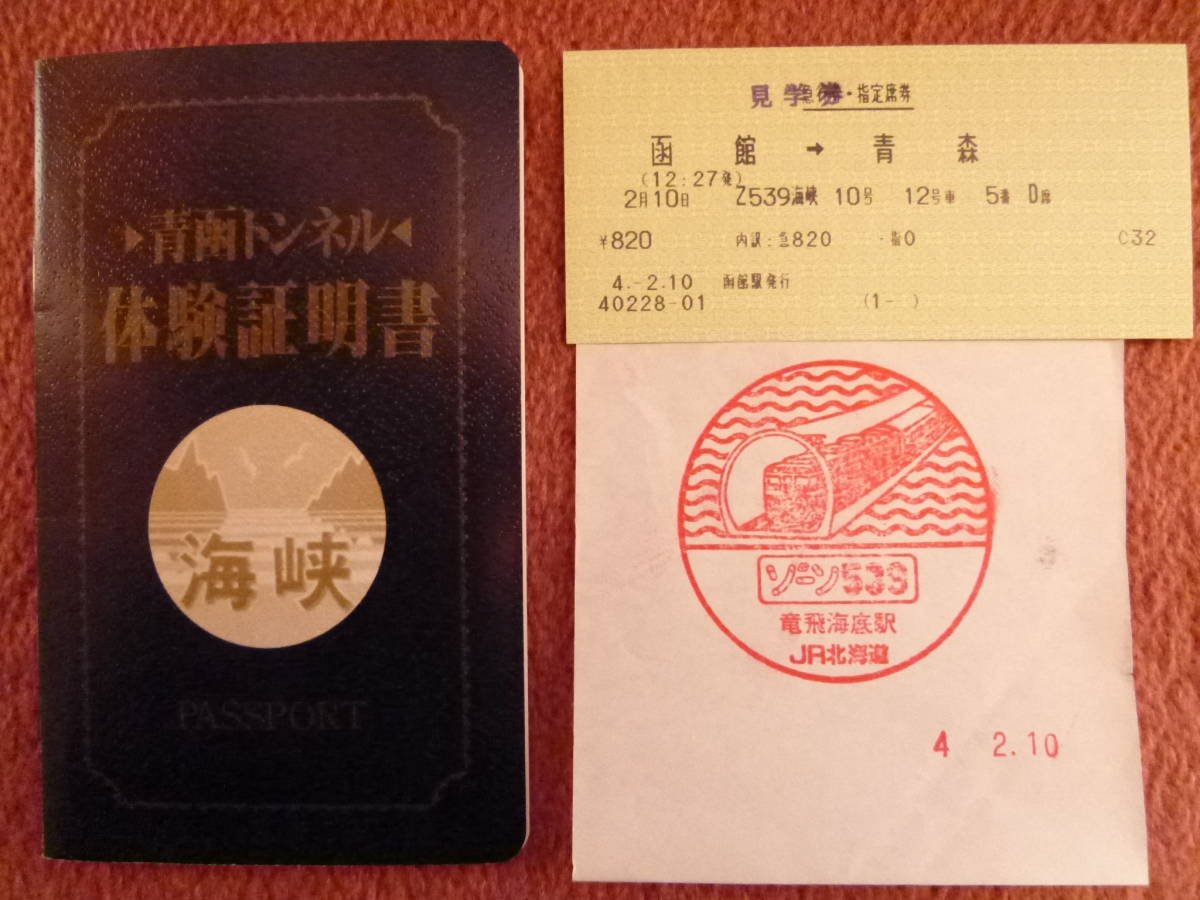 ▶青函トンネル◀
体験証明書
海峡
PASSPORT
見学券・指定席券
函館 → 青森
(12:27発)
2月10日 Z539海峡 10号 12号車 5番 D席
¥820 内訳:急820 ・指0 C32
4.-2.10 函館駅発行
40228-01 (1- )
ゾーン539
竜飛海底駅
JR北海道
4 2.10